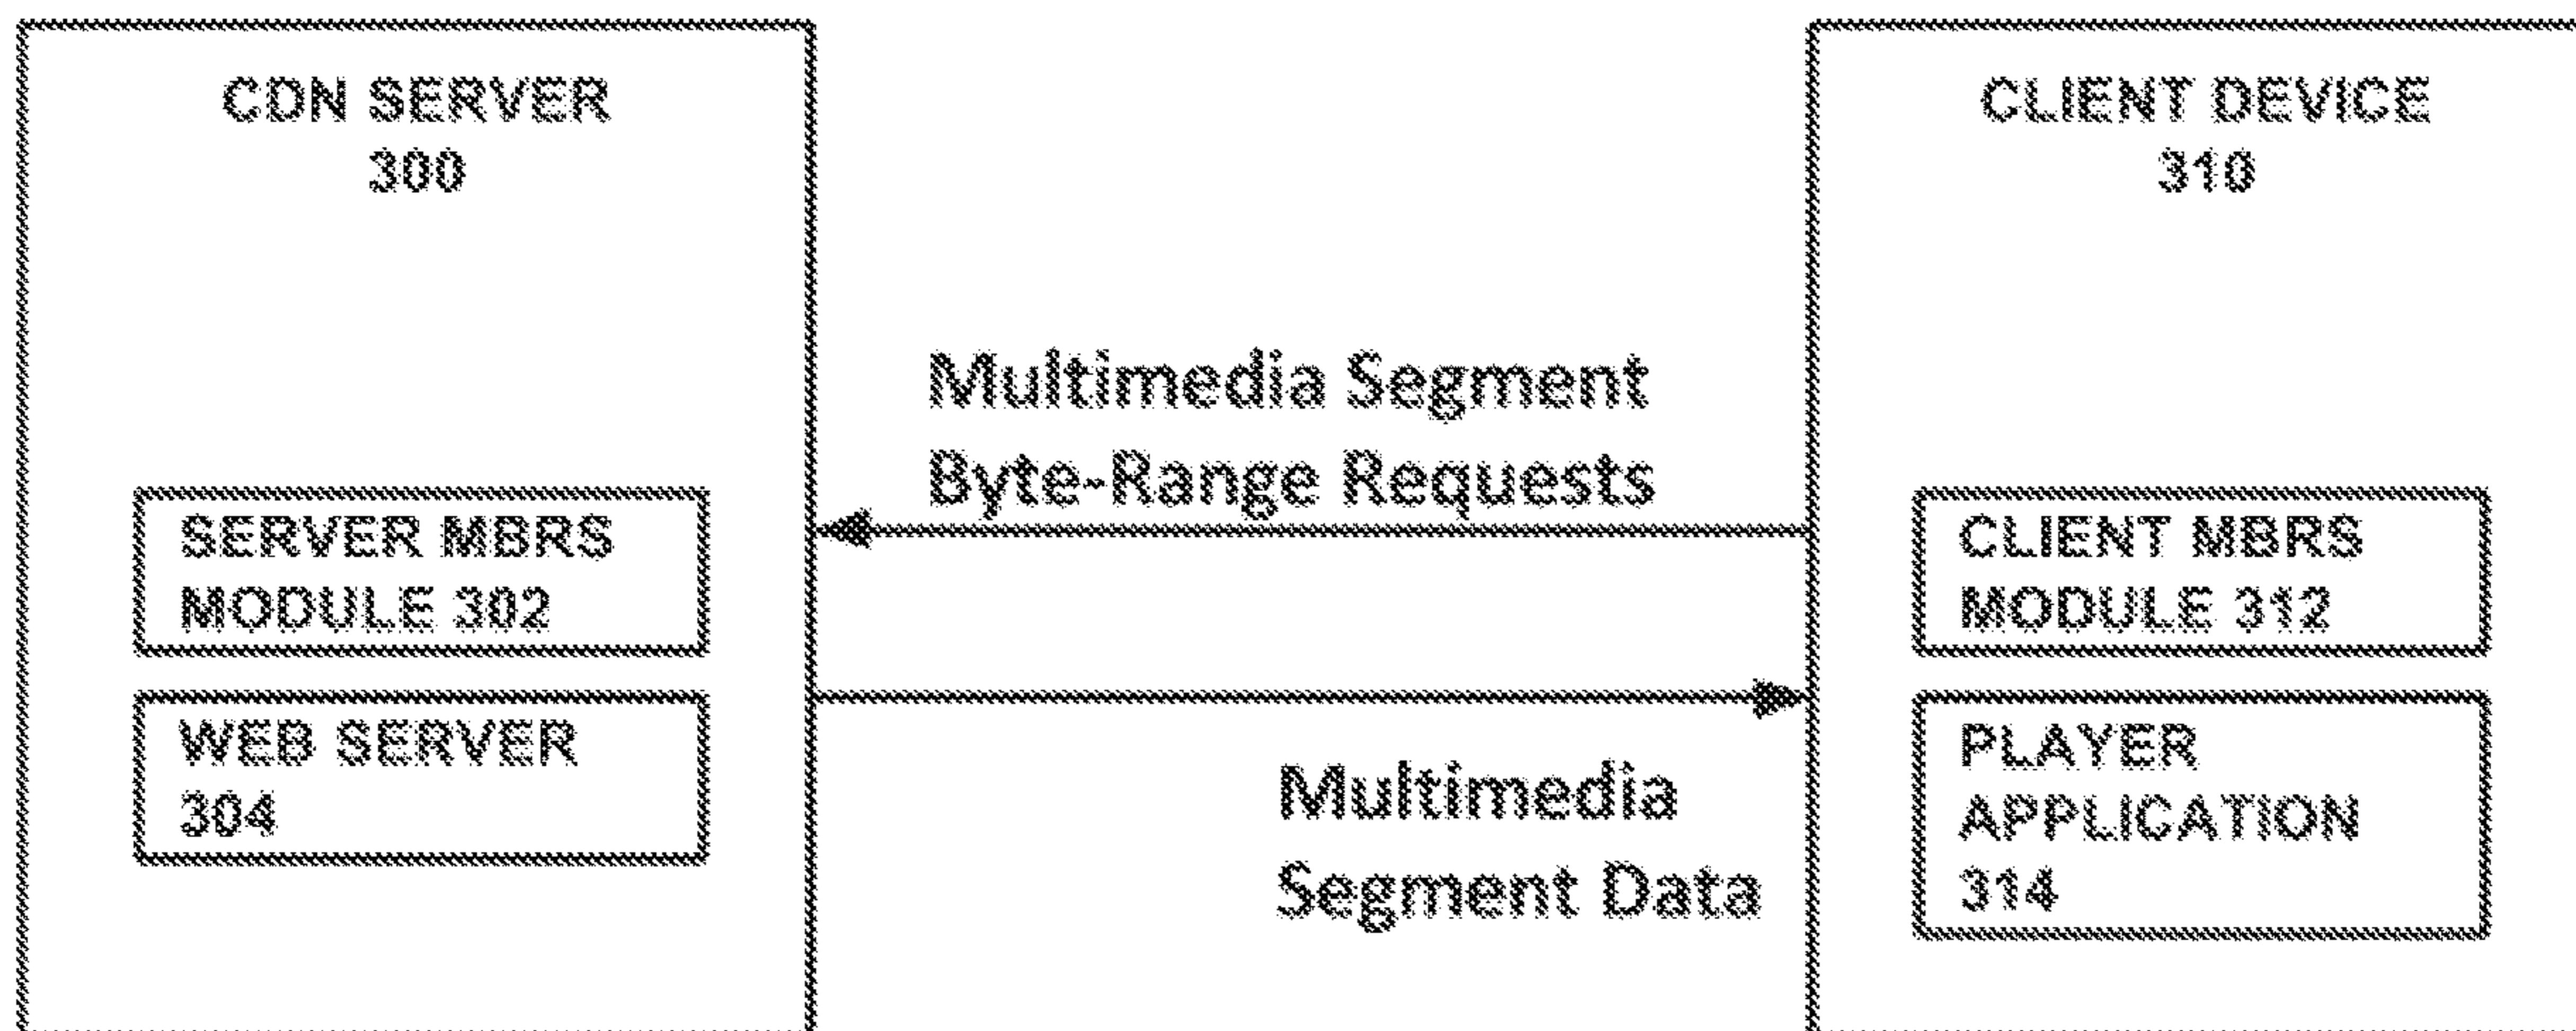 CDN SERVER
300
SERVER MBRS
MODULE 302
WEB SERVER
304
Multimedia Segment
Byte-Range Requests
Multimedia
Segment Data
CLIENT DEVICE
310
CLIENT MBRS
MODULE 312
PLAYER
APPLICATION
314